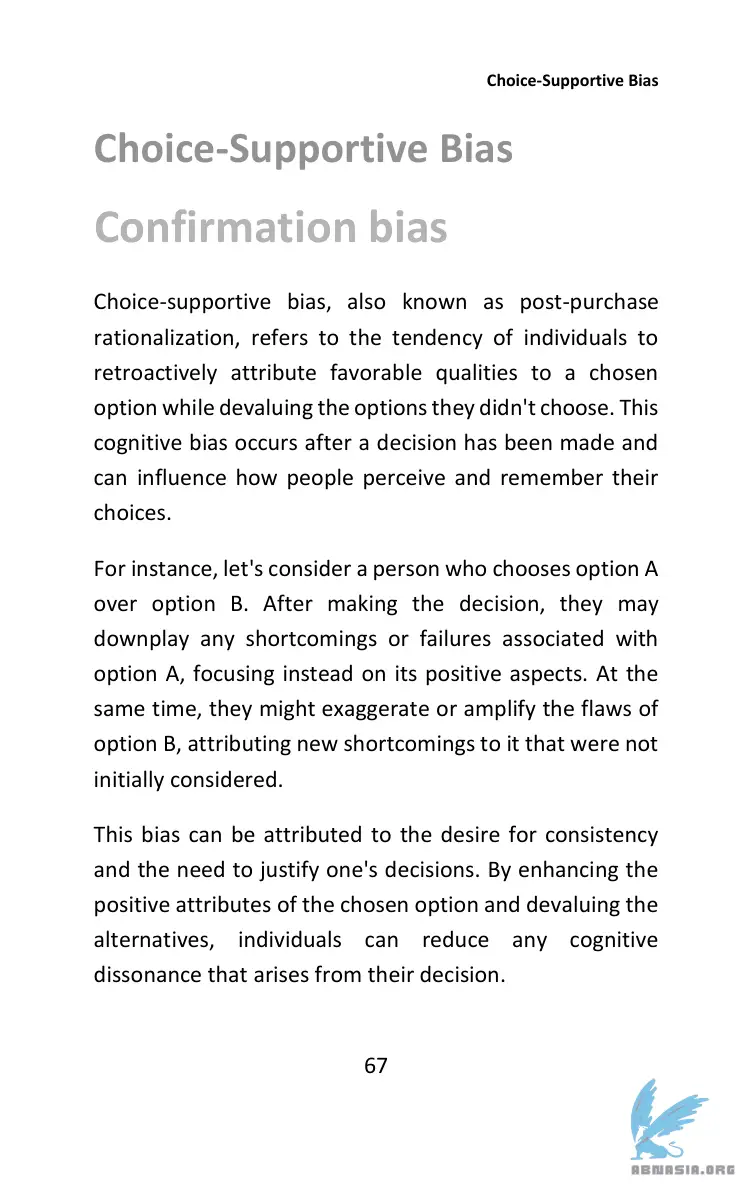 Choice-Supportive Bias
Choice-Supportive Bias
Confirmation bias
Choice-supportive bias, also known as post-purchase
rationalization, refers to the tendency of individuals to
retroactively attribute favorable qualities to a chosen
option while devaluing the options they didn't choose. This
cognitive bias occurs after a decision has been made and
can influence how people perceive and remember their
choices.
For instance, let's consider a person who chooses option A
over option B. After making the decision, they may
downplay any shortcomings or failures associated with
option A, focusing instead on its positive aspects. At the
same time, they might exaggerate or amplify the flaws of
option B, attributing new shortcomings to it that were not
initially considered.
This bias can be attributed to the desire for consistency
and the need to justify one's decisions. By enhancing the
positive attributes of the chosen option and devaluing the
alternatives, individuals can reduce any cognitive
dissonance that arises from their decision.
67
ABNASIA.ORG